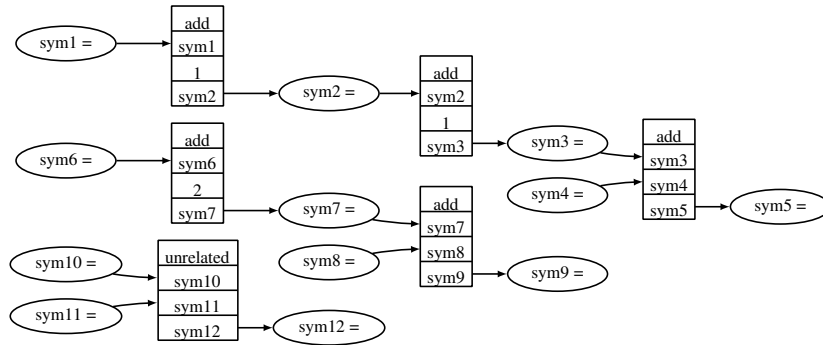 add
sym1 =
sym1
1
sym2
sym2 =
add
sym2
1
sym3
sym3 =
add
sym3
sym4 =
sym4
sym5
sym5 =
add
sym6 =
sym6
2
sym7
sym7 =
add
sym7
sym8 =
sym8
sym9
sym9 =
unrelated
sym10 =
sym10
sym11 =
sym11
sym12
sym12 =